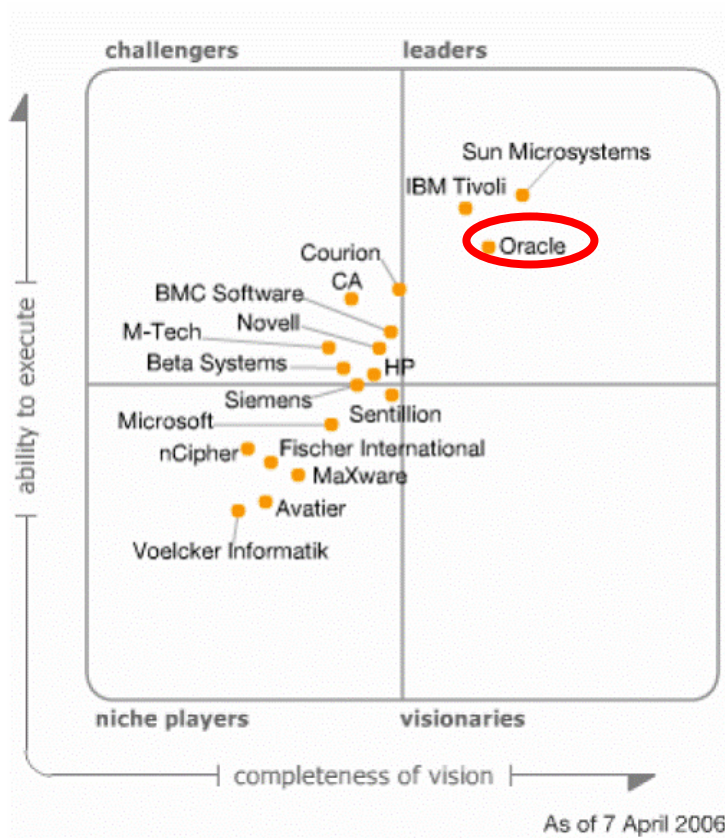 challengers
leaders
Sun Microsystems
IBM Tivoli
Oracle
Courion
CA
BMC Software
Novell
M-Tech
Beta Systems
HP
Siemens
Sentillion
Microsoft
nCipher
Fischer International
MaXware
Avatier
Voelcker Informatik
ability to execute
niche players
visionaries
completeness of vision
As of 7 April 2006